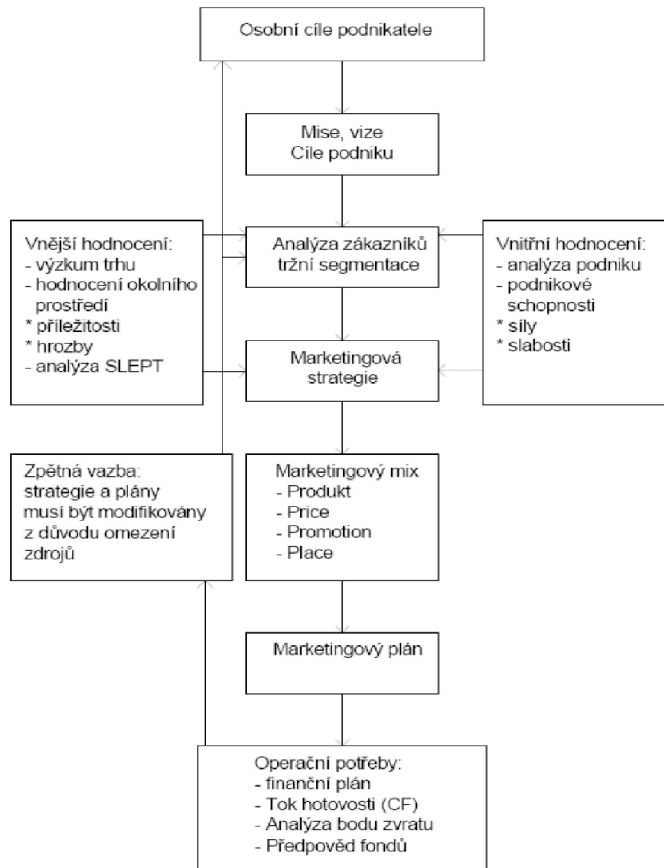 Osobní cíle podnikatele
Mise, vize
Cíle podniku
Vnější hodnocení:
- výzkum trhu
- hodnocení okolního
prostředí
* příležitosti
* hrozby
- analýza SLEPT
Analýza zákazníků
tržní segmentace
Vnitřní hodnocení:
- analýza podniku
- podnikové
schopnosti
* síly
* slabosti
Marketingová
strategie
Zpětná vazba:
strategie a plány
musí být modifikovány
z důvodu omezení
zdrojů
Marketingový mix
- Produkt
- Price
- Promotion
- Place
Marketingový plán
Operační potřeby:
- finanční plán
- Tok hotovosti (CF)
- Analýza bodu zvratu
- Předpověd fondů